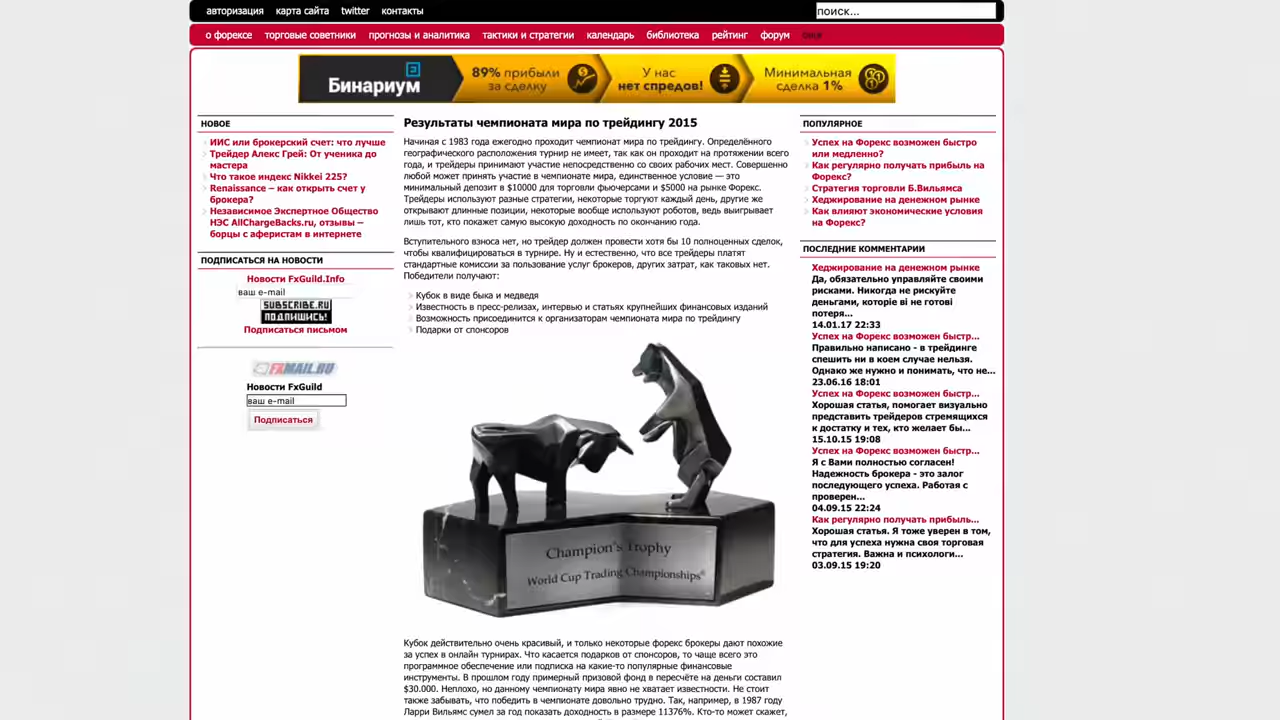 авторизация карта сайта twitter контакты
поиск...
о форексе торговые советники прогнозы и аналитика тактики и стратегии календарь библиотека рейтинг форум
Бинариум
89% прибыли
за сделку
У нас
нет спредов!
Минимальная
сделка 1%
НОВОЕ
ИИС или брокерский счет: что лучше
Трейдер Алекс Грей: От ученика до
мастера
Что такое индекс Nikkei 225?
Renaissance – как открыть счет у
брокера?
Независимое Экспертное Общество
НЭС AllChargeBacks.ru, отзывы –
борцы с аферистам в интернете
ПОДПИСАТЬСЯ НА НОВОСТИ
Новости FxGuild.Info
ваш e-mail
SUBSCRIBE.RU
ПОДПИШИСЬ!
Подписаться письмом
FXMAIL.RU
Новости FxGuild
ваш e-mail
Подписаться
Результаты чемпионата мира по трейдингу 2015
Начиная с 1983 года ежегодно проходит чемпионат мира по трейдингу. Определённого
географического расположения турнир не имеет, так как он проходит на протяжении всего
года, и трейдеры принимают участие непосредственно со своих рабочих мест. Совершенно
любой может принять участие в чемпионате мира, единственное условие — это
минимальный депозит в $10000 для торговли фьючерсами и $5000 на рынке Форекс.
Трейдеры используют разные стратегии, некоторые торгуют каждый день, другие же
открывают длинные позиции, некоторые вообще используют роботов, ведь выигрывает
лишь тот, кто покажет самую высокую доходность по окончанию года.
Вступительного взноса нет, но трейдер должен провести хотя бы 10 полноценных сделок,
чтобы квалифицироваться в турнире. Ну и естественно, что все трейдеры платят
стандартные комиссии за пользование услуг брокеров, других затрат, как таковых нет.
Победители получают:
Кубок в виде быка и медведя
Известность в пресс-релизах, интервью и статьях крупнейших финансовых изданий
Возможность присоединится к организаторам чемпионата мира по трейдингу
Подарки от спонсоров
Champion's Trophy
World Cup Trading Championships®
Кубок действительно очень красивый, и только некоторые форекс брокеры дают похожие
за успех в онлайн турнирах. Что касается подарков от спонсоров, то чаще всего это
программное обеспечение или подписка на какие-то популярные финансовые
инструменты. В прошлом году примерный призовой фонд в пересчёте на деньги составил
$30.000. Неплохо, но данному чемпионату мира явно не хватает известности. Не стоит
также забывать, что победить в чемпионате довольно трудно. Так, например, в 1987 году
Ларри Вильямс сумел за год показать доходность в размере 11376%. Кто-то может скажет,
ПОПУЛЯРНОЕ
Успех на Форекс возможен быстро
или медленно?
Как регулярно получать прибыль на
Форекс?
Стратегия торговли Б.Вильямса
Хеджирование на денежном рынке
Как влияют экономические условия
на Форекс?
ПОСЛЕДНИЕ КОММЕНТАРИИ
Хеджирование на денежном рынке
Да, обязательно управляйте своими
рисками. Никогда не рискуйте
деньгами, которіе ві не готові
потеря...
14.01.17 22:33
Успех на Форекс возможен быстр...
Правильно написано - в трейдинге
спешить ни в коем случае нельзя.
Однако же нужно и понимать, что не...
23.06.16 18:01
Успех на Форекс возможен быстр...
Хорошая статья, помогает визуально
представить трейдеров стремящихся
к достатку и тех, кто желает бы...
15.10.15 19:08
Успех на Форекс возможен быстр...
Я с Вами полностью согласен!
Надежность брокера - это залог
последующего успеха. Работая с
проверен...
04.09.15 22:24
Как регулярно получать прибыль...
Хорошая статья. Я тоже уверен в том,
что для успеха нужна своя торговая
стратегия. Важна и психологи...
03.09.15 19:20